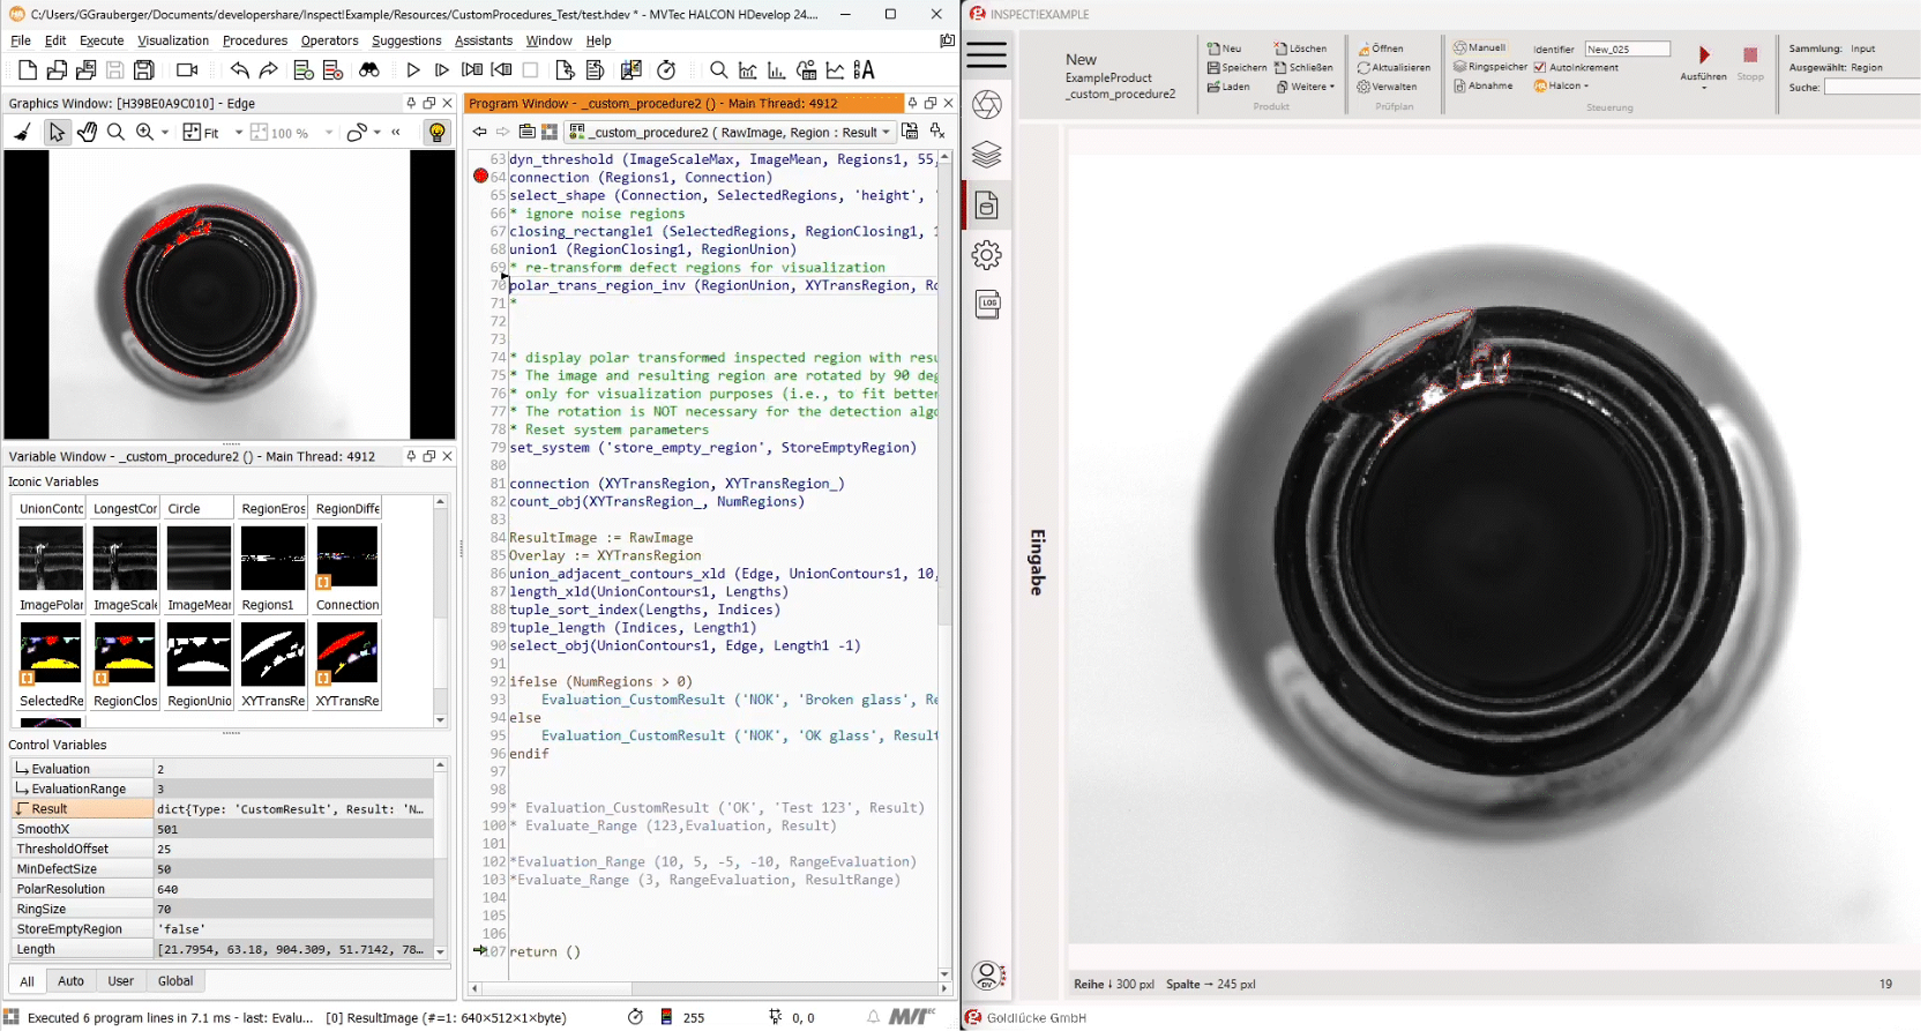 C:/Users/GGrauberger/Documents/developershare/Inspect!Example/Resources/CustomProcedures_Test/test.hdev * - MVTec HALCON HDevelop 24....
File Edit Execute Visualization Procedures Operators Suggestions Assistants Window Help
Graphics Window: [H39BE0A9C010] - Edge
Fit
100 %
Variable Window - _custom_procedure2 () - Main Thread: 4912
Iconic Variables
UnionContc LongestCor Circle RegionEros RegionDiffe
ImagePolar ImageScale ImageMear Regions1 Connection
SelectedRe RegionClos RegionUnio XYTransRe XYTransRe
Control Variables
Evaluation 2
EvaluationRange 3
Result dict{Type: 'CustomResult', Result: 'N...
SmoothX 501
ThresholdOffset 25
MinDefectSize 50
PolarResolution 640
RingSize 70
StoreEmptyRegion 'false'
Length [21.7954, 63.18, 904.309, 51.7142, 78...
All Auto User Global
Program Window - _custom_procedure2 () - Main Thread: 4912
_custom_procedure2 ( RawImage, Region : Result
63 dyn_threshold (ImageScaleMax, ImageMean, Regions1, 55,
64 connection (Regions1, Connection)
65 select_shape (Connection, SelectedRegions, 'height', '
66 * ignore noise regions
67 closing_rectangle1 (SelectedRegions, RegionClosing1, 1
68 union1 (RegionClosing1, RegionUnion)
69 * re-transform defect regions for visualization
70 polar_trans_region_inv (RegionUnion, XYTransRegion, Ro
71 *
72
73
74 * display polar transformed inspected region with resu
75 * The image and resulting region are rotated by 90 deg
76 * only for visualization purposes (i.e., to fit better
77 * The rotation is NOT necessary for the detection algo
78 * Reset system parameters
79 set_system ('store_empty_region', StoreEmptyRegion)
80
81 connection (XYTransRegion, XYTransRegion_)
82 count_obj(XYTransRegion_, NumRegions)
83
84 ResultImage := RawImage
85 Overlay := XYTransRegion
86 union_adjacent_contours_xld (Edge, UnionContours1, 10,
87 length_xld(UnionContours1, Lengths)
88 tuple_sort_index(Lengths, Indices)
89 tuple_length (Indices, Length1)
90 select_obj(UnionContours1, Edge, Length1 -1)
91
92 ifelse (NumRegions > 0)
93 Evaluation_CustomResult ('NOK', 'Broken glass', Re
94 else
95 Evaluation_CustomResult ('NOK', 'OK glass', Result
96 endif
97
98
99 * Evaluation_CustomResult ('OK', 'Test 123', Result)
100 * Evaluate_Range (123,Evaluation, Result)
101
102 *Evaluation_Range (10, 5, -5, -10, RangeEvaluation)
103 *Evaluate_Range (3, RangeEvaluation, ResultRange)
104
105
106
107 return ()
Executed 6 program lines in 7.1 ms - last: Evalu... [0] ResultImage (#=1: 640×512×1×byte) 255 0, 0
INSPECT!EXAMPLE
New
ExampleProduct
_custom_procedure2
Neu Löschen
Speichern Schließen
Laden Weitere
Produkt
Öffnen
Aktualisieren
Verwalten
Prüfplan
Manuell Identifier New_025
Ringspeicher AutoInkrement
Abnahme Halcon
Ausführen Stopp
Steuerung
Sammlung: Input
Ausgewählt: Region
Suche:
LOG
Eingabe
DV
Reihe ↓ 300 pxl Spalte → 245 pxl 19
Goldlücke GmbH